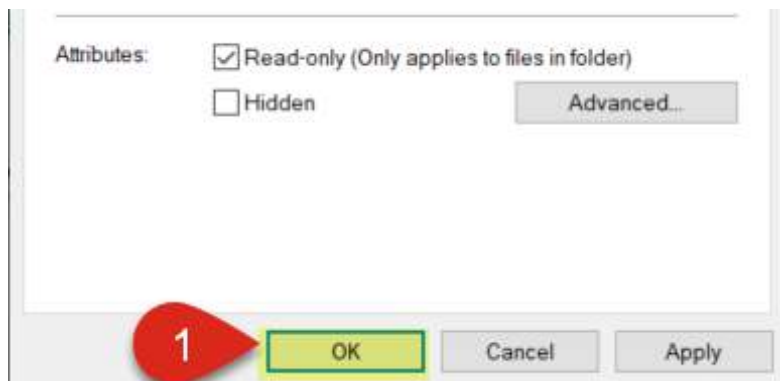 Attributes: Read-only (Only applies to files in folder)
Hidden Advanced...
1 OK Cancel Apply